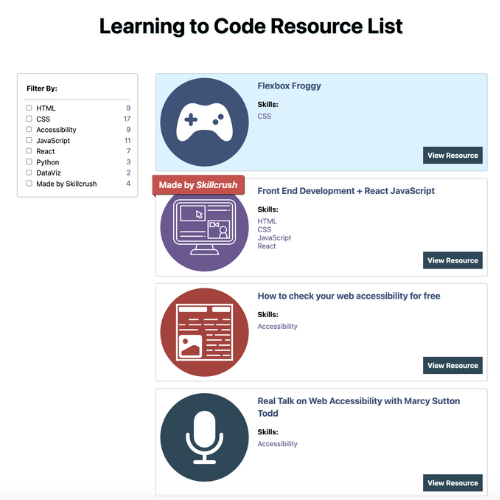 Learning to Code Resource List
Filter By:
HTML 9
CSS 17
Accessibility 9
JavaScript 11
React 7
Python 3
DataViz 2
Made by Skillcrush 4
Flexbox Froggy
Skills:
CSS
View Resource
Made by Skillcrush
Front End Development + React JavaScript
Skills:
HTML
CSS
JavaScript
React
View Resource
How to check your web accessibility for free
Skills:
Accessibility
View Resource
Real Talk on Web Accessibility with Marcy Sutton
Todd
Skills:
Accessibility
View Resource